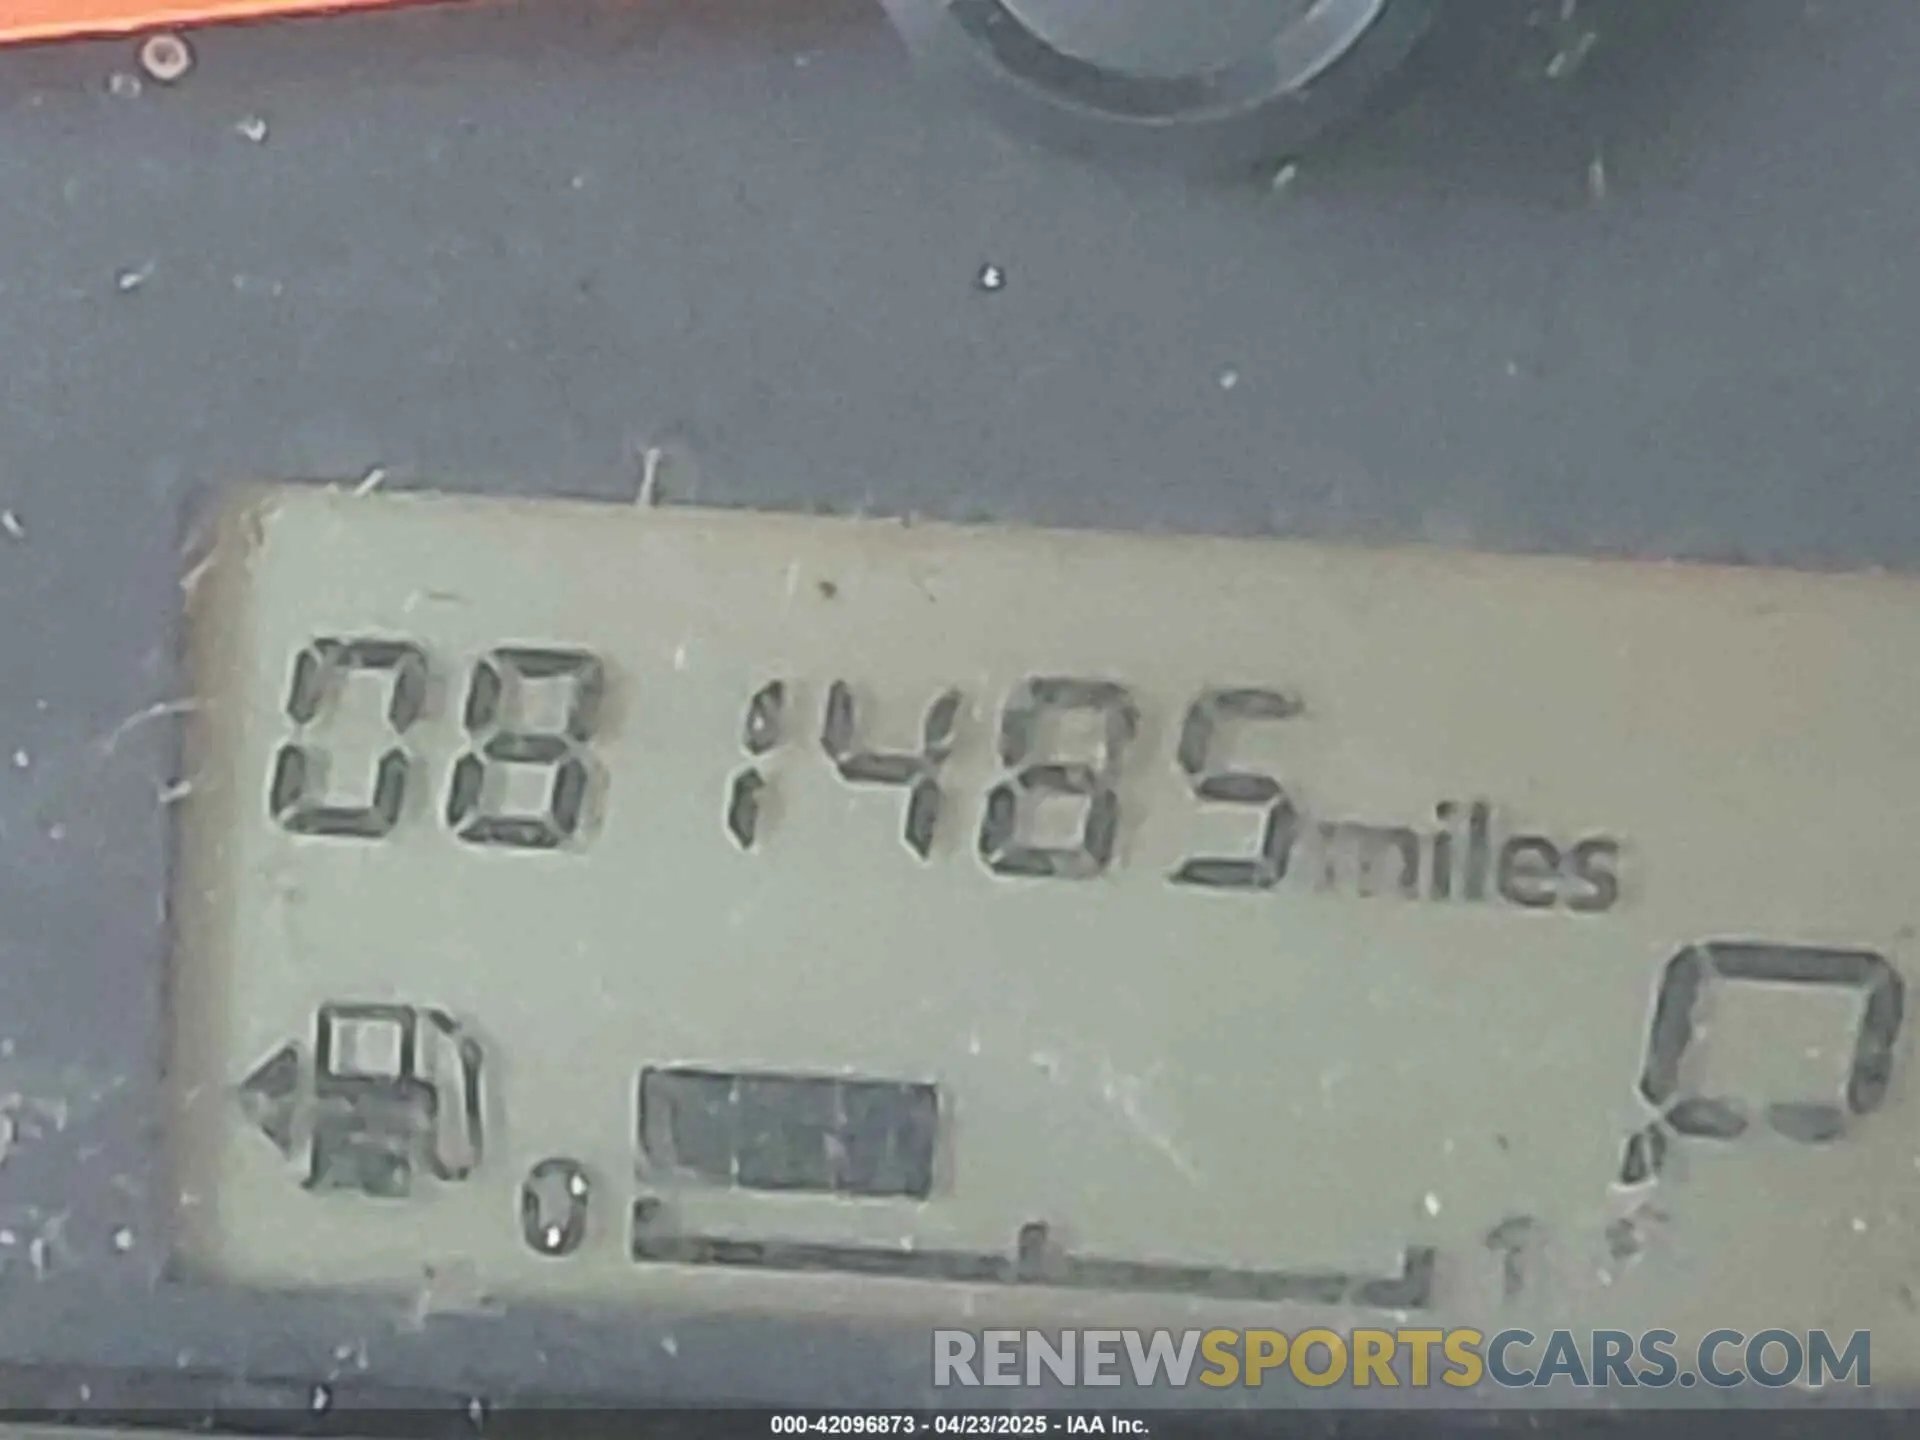 081485miles
0
P
RENEWSPORTSCARS.COM
000-42096873 - 04/23/2025 - IAA Inc.